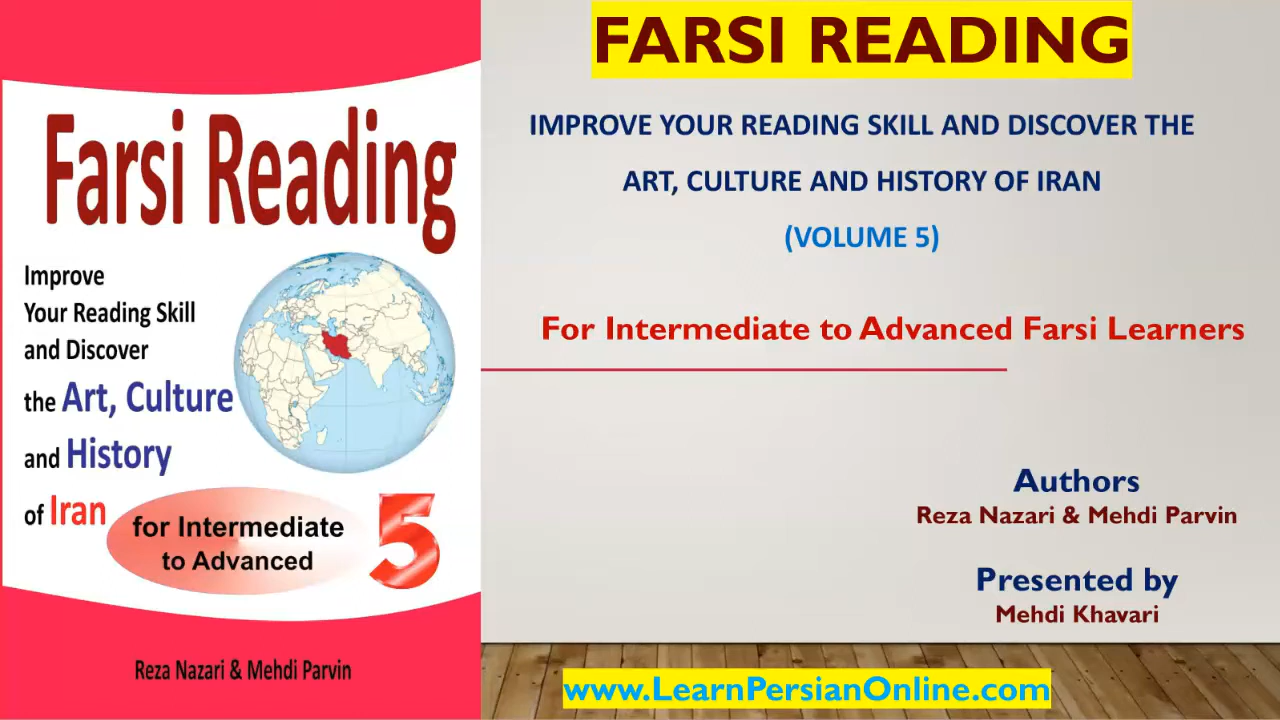 Farsi Reading
Improve
Your Reading Skill
and Discover
the Art, Culture
and History
of Iran
for Intermediate
to Advanced
5
Reza Nazari & Mehdi Parvin
FARSI READING
IMPROVE YOUR READING SKILL AND DISCOVER THE
ART, CULTURE AND HISTORY OF IRAN
(VOLUME 5)
For Intermediate to Advanced Farsi Learners
Authors
Reza Nazari & Mehdi Parvin
Presented by
Mehdi Khavari
www.LearnPersianOnline.com